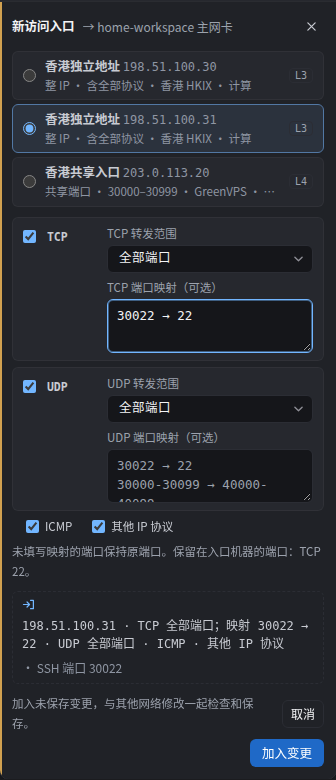 新访问入口 → home-workspace 主网卡 ×
香港独立地址 198.51.100.30
整 IP • 含全部协议 • 香港 HKIX • 计算
L3
香港独立地址 198.51.100.31
整 IP • 含全部协议 • 香港 HKIX • 计算
L3
香港共享入口 203.0.113.20
共享端口 • 30000–30999 • GreenVPS • …
L4
TCP
TCP 转发范围
全部端口
TCP 端口映射（可选）
30022 → 22
UDP
UDP 转发范围
全部端口
UDP 端口映射（可选）
30022 → 22
30000-30099 → 40000-
40099
ICMP 其他 IP 协议
未填写映射的端口保持原端口。保留在入口机器的端口：TCP
22。
198.51.100.31 · TCP 全部端口；映射 30022 →
22 · UDP 全部端口 · ICMP · 其他 IP 协议
• SSH 端口 30022
加入未保存变更，与其他网络修改一起检查和保
存。
取消
加入变更